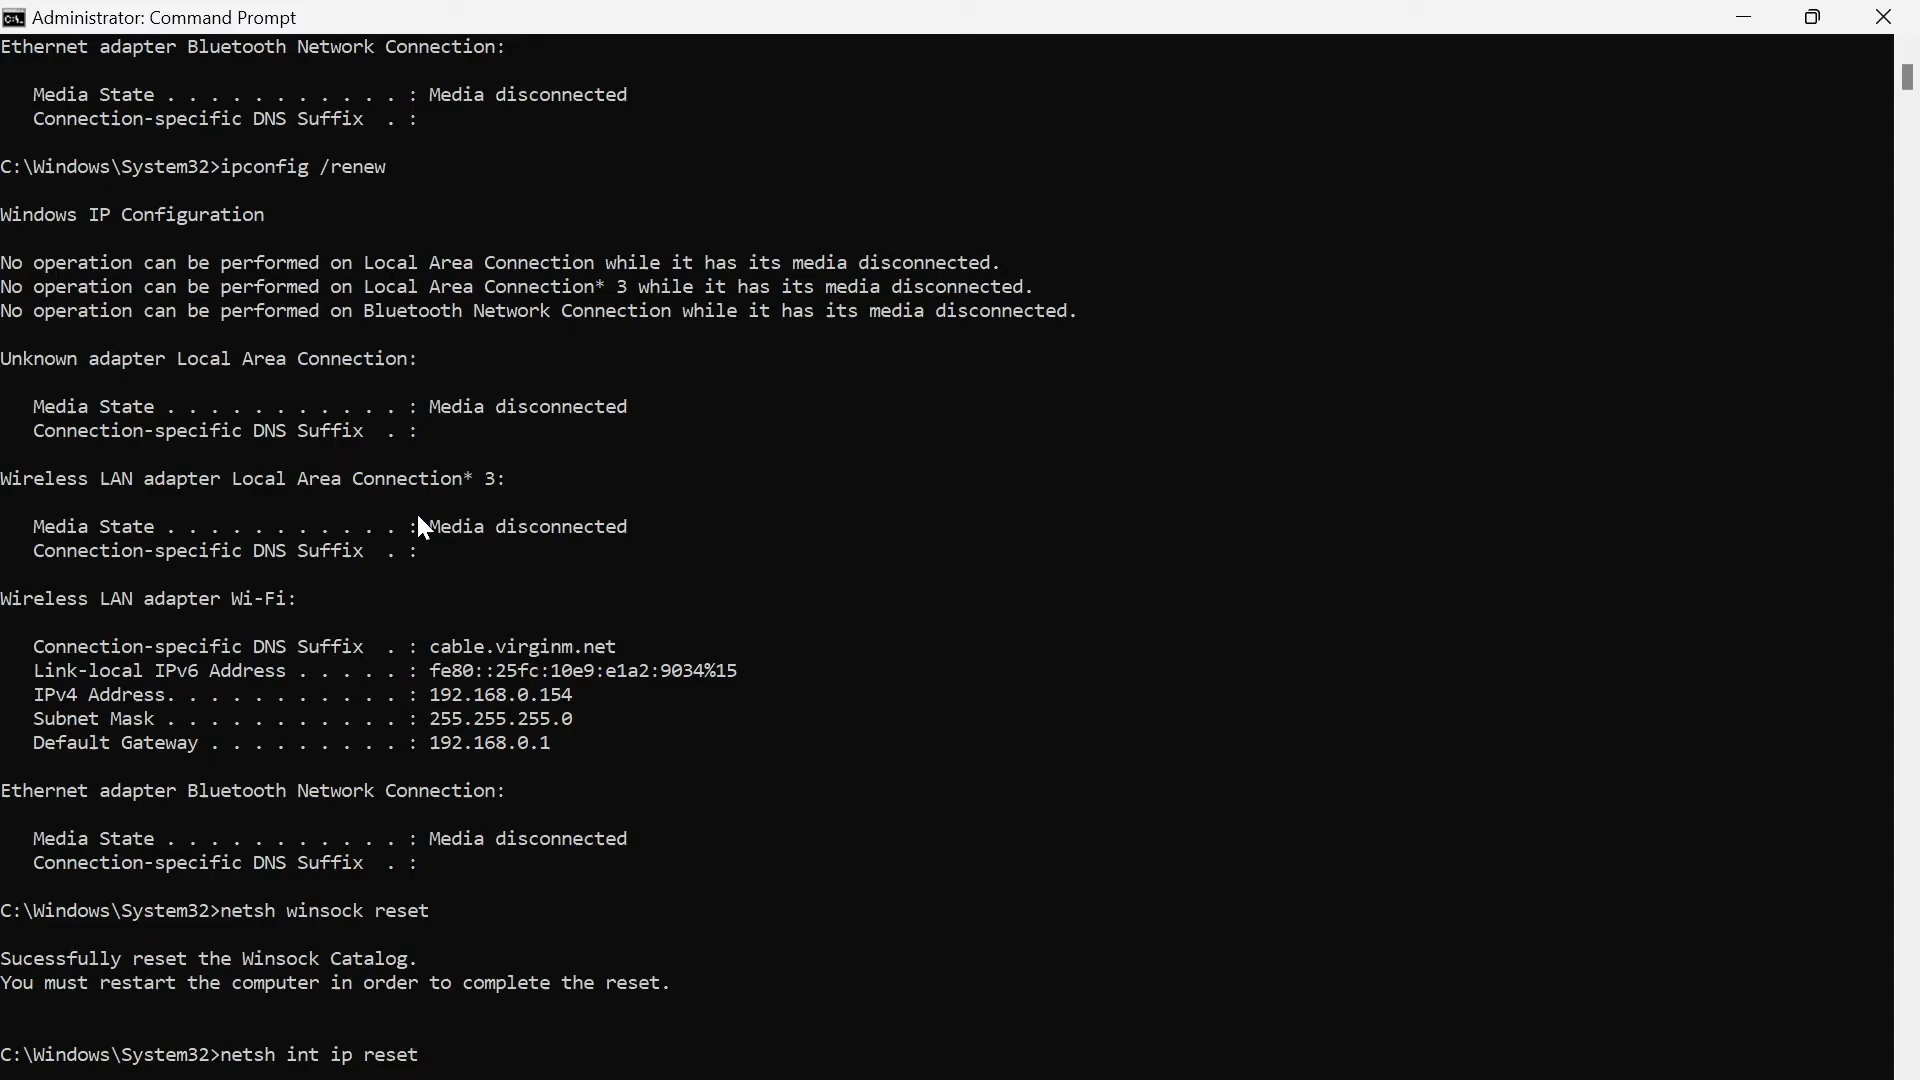 Administrator: Command Prompt
Ethernet adapter Bluetooth Network Connection:
Media State . . . . . . . . . . . : Media disconnected
Connection-specific DNS Suffix  . :
C:\Windows\System32>ipconfig /renew
Windows IP Configuration
No operation can be performed on Local Area Connection while it has its media disconnected.
No operation can be performed on Local Area Connection* 3 while it has its media disconnected.
No operation can be performed on Bluetooth Network Connection while it has its media disconnected.
Unknown adapter Local Area Connection:
Media State . . . . . . . . . . . : Media disconnected
Connection-specific DNS Suffix  . :
Wireless LAN adapter Local Area Connection* 3:
Media State . . . . . . . . . . . : Media disconnected
Connection-specific DNS Suffix  . :
Wireless LAN adapter Wi-Fi:
Connection-specific DNS Suffix  . : cable.virginm.net
Link-local IPv6 Address . . . . . : fe80::25fc:10e9:e1a2:9034%15
IPv4 Address. . . . . . . . . . . : 192.168.0.154
Subnet Mask . . . . . . . . . . . : 255.255.255.0
Default Gateway . . . . . . . . . : 192.168.0.1
Ethernet adapter Bluetooth Network Connection:
Media State . . . . . . . . . . . : Media disconnected
Connection-specific DNS Suffix  . :
C:\Windows\System32>netsh winsock reset
Sucessfully reset the Winsock Catalog.
You must restart the computer in order to complete the reset.
C:\Windows\System32>netsh int ip reset